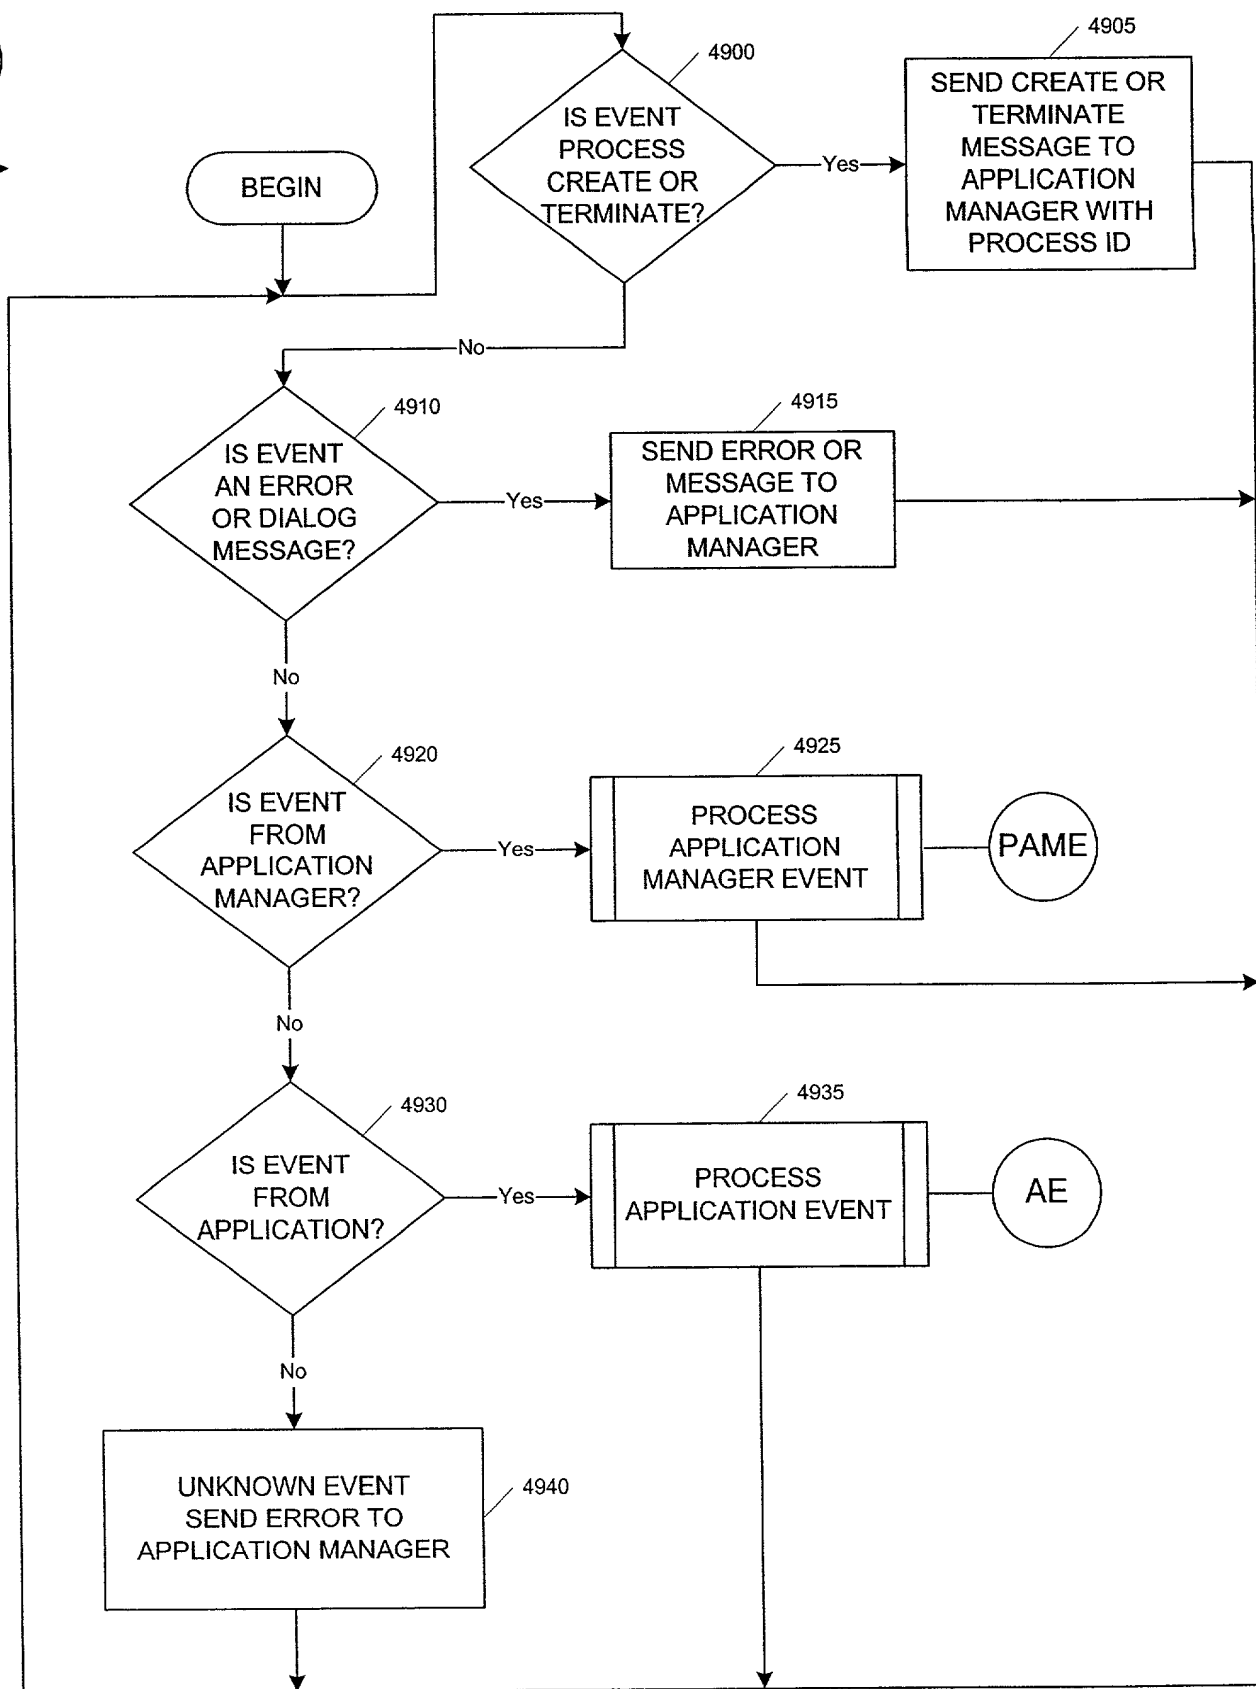 4900
4905
IS EVENT
PROCESS
CREATE OR
TERMINATE?
Yes
SEND CREATE OR
TERMINATE
MESSAGE TO
APPLICATION
MANAGER WITH
PROCESS ID
BEGIN
No
4910
4915
IS EVENT
AN ERROR
OR DIALOG
MESSAGE?
Yes
SEND ERROR OR
MESSAGE TO
APPLICATION
MANAGER
No
4920
4925
IS EVENT
FROM
APPLICATION
MANAGER?
Yes
PROCESS
APPLICATION
MANAGER EVENT
PAME
No
4930
4935
IS EVENT
FROM
APPLICATION?
Yes
PROCESS
APPLICATION EVENT
AE
No
4940
UNKNOWN EVENT
SEND ERROR TO
APPLICATION MANAGER